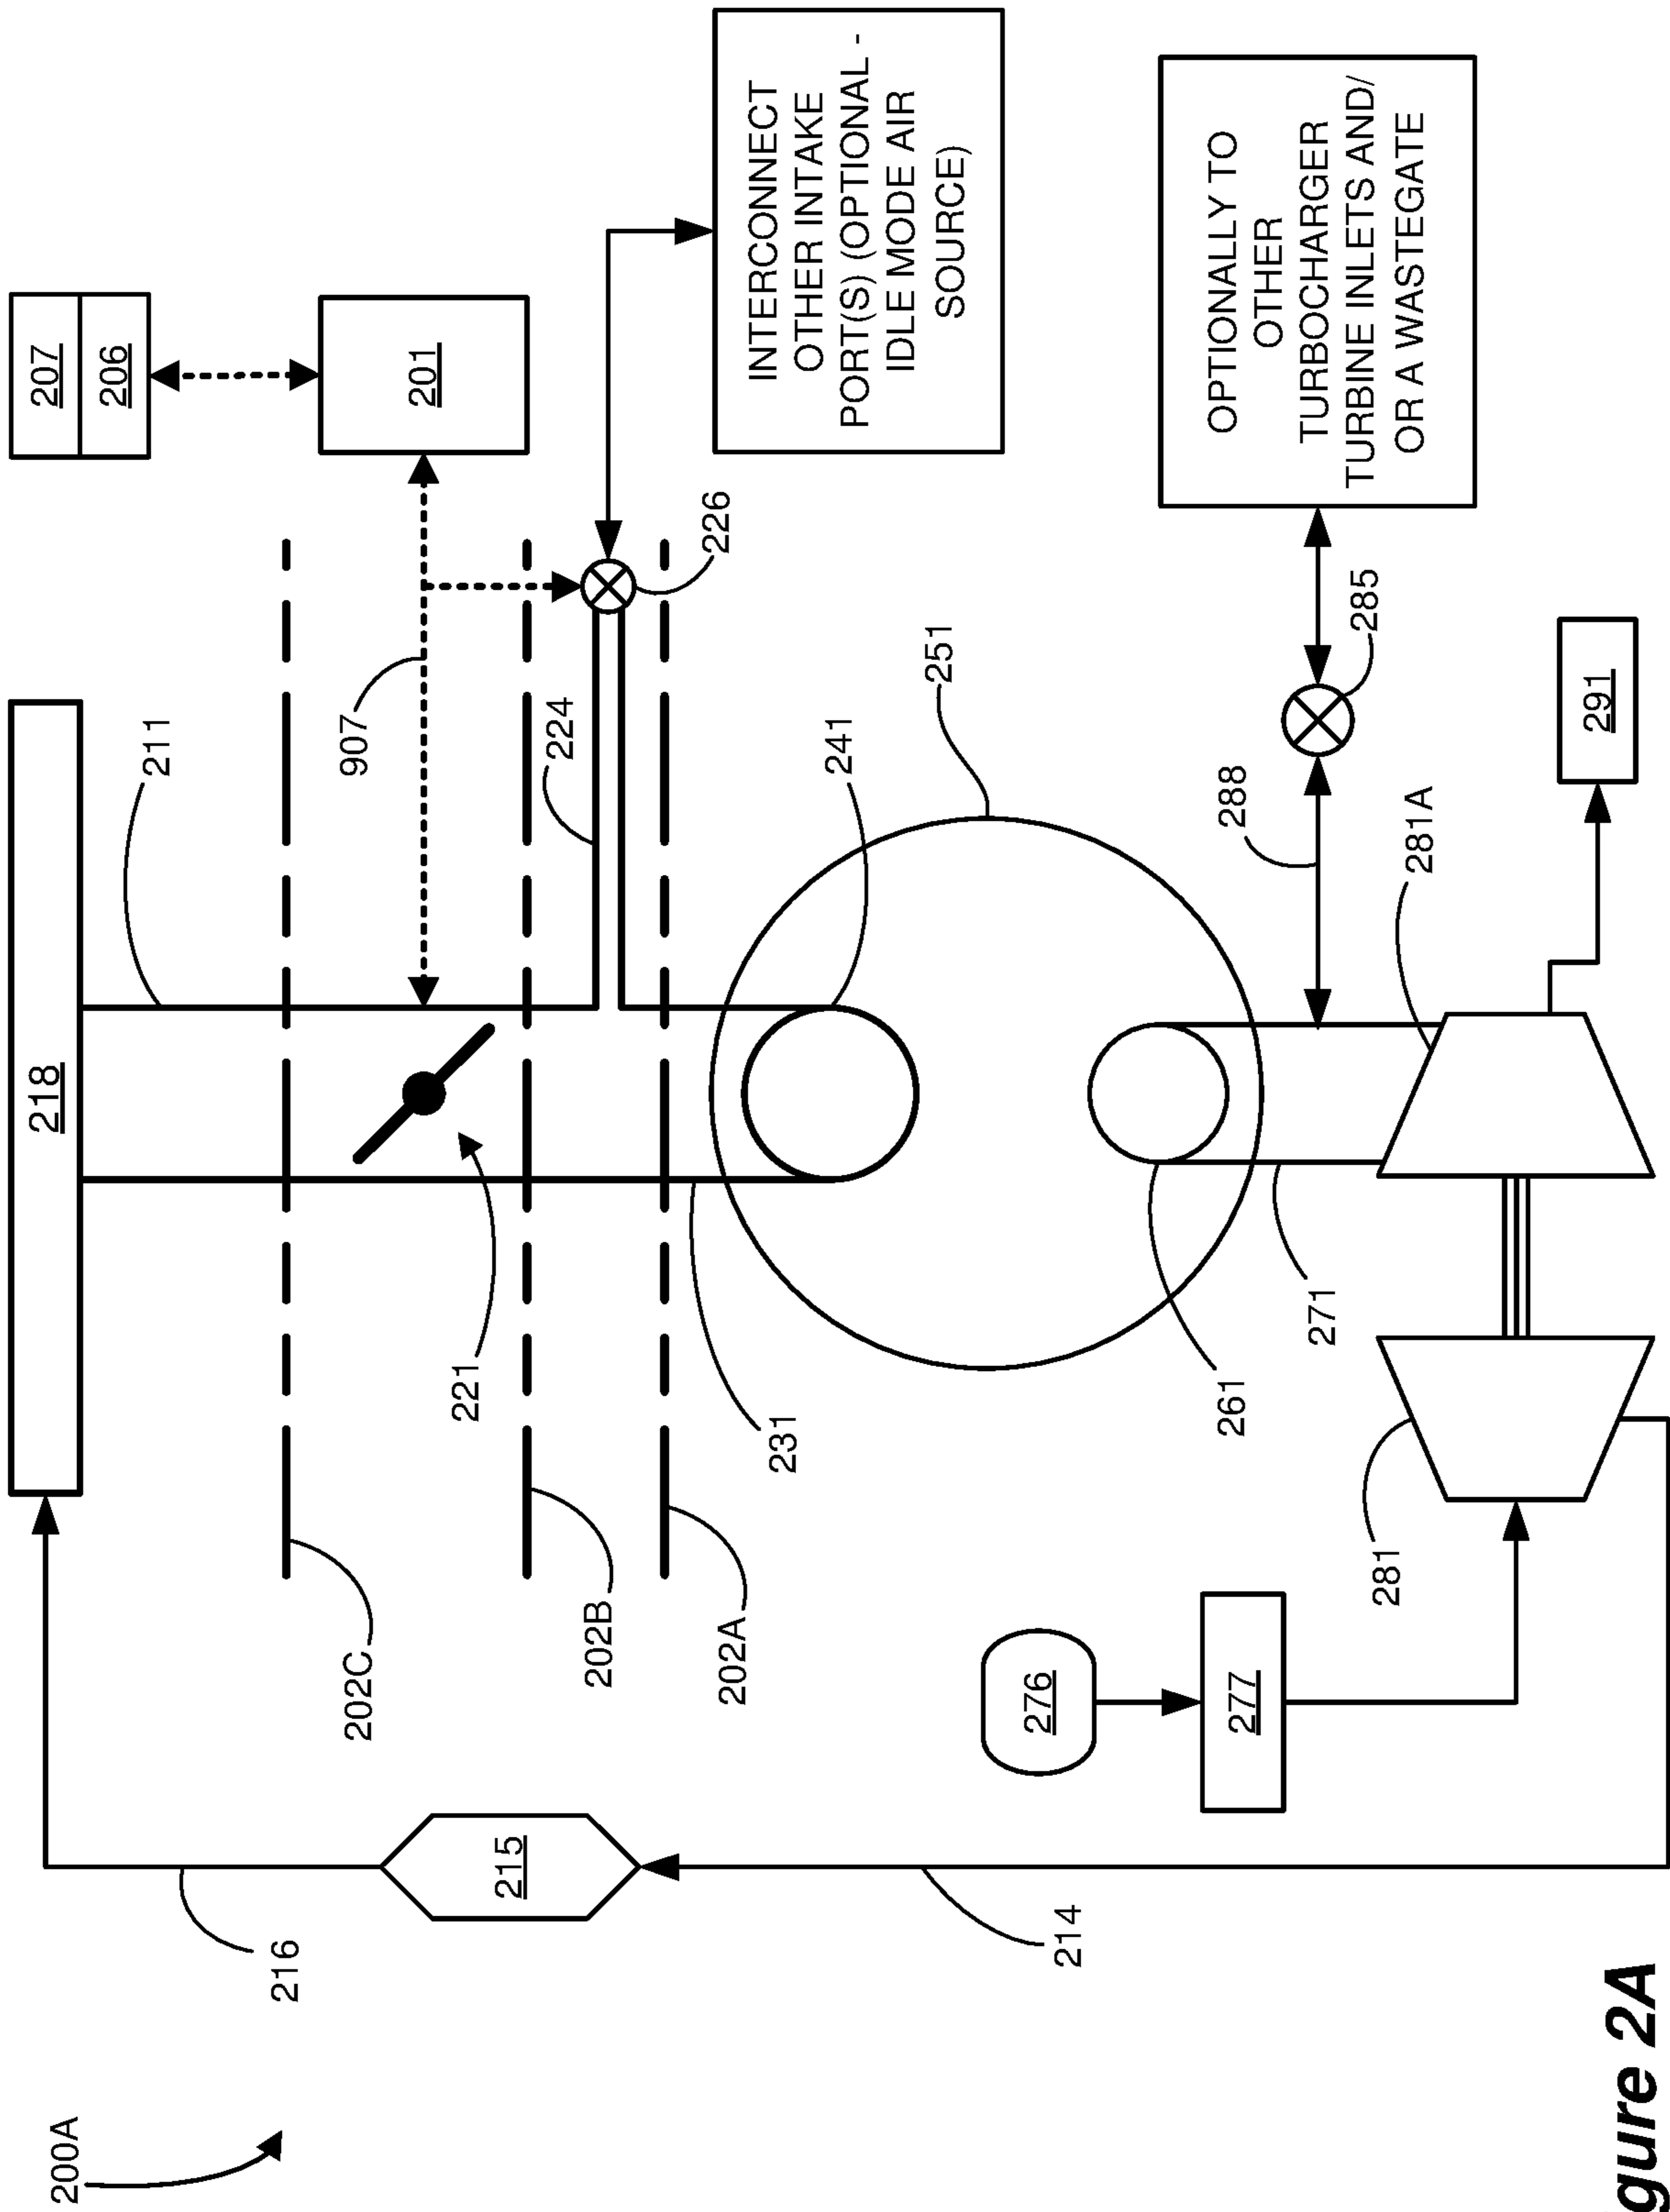 200A
216
215
214
218
202C
202B
202A
276
277
281
221
231
261
271
211
907
224
241
251
288
281A
285
226
291
207
206
201
INTERCONNECT
OTHER INTAKE
PORT(S) (OPTIONAL -
IDLE MODE AIR
SOURCE)
OPTIONALLY TO
OTHER
TURBOCHARGER
TURBINE INLETS AND/
OR A WASTEGATE
gure 2A